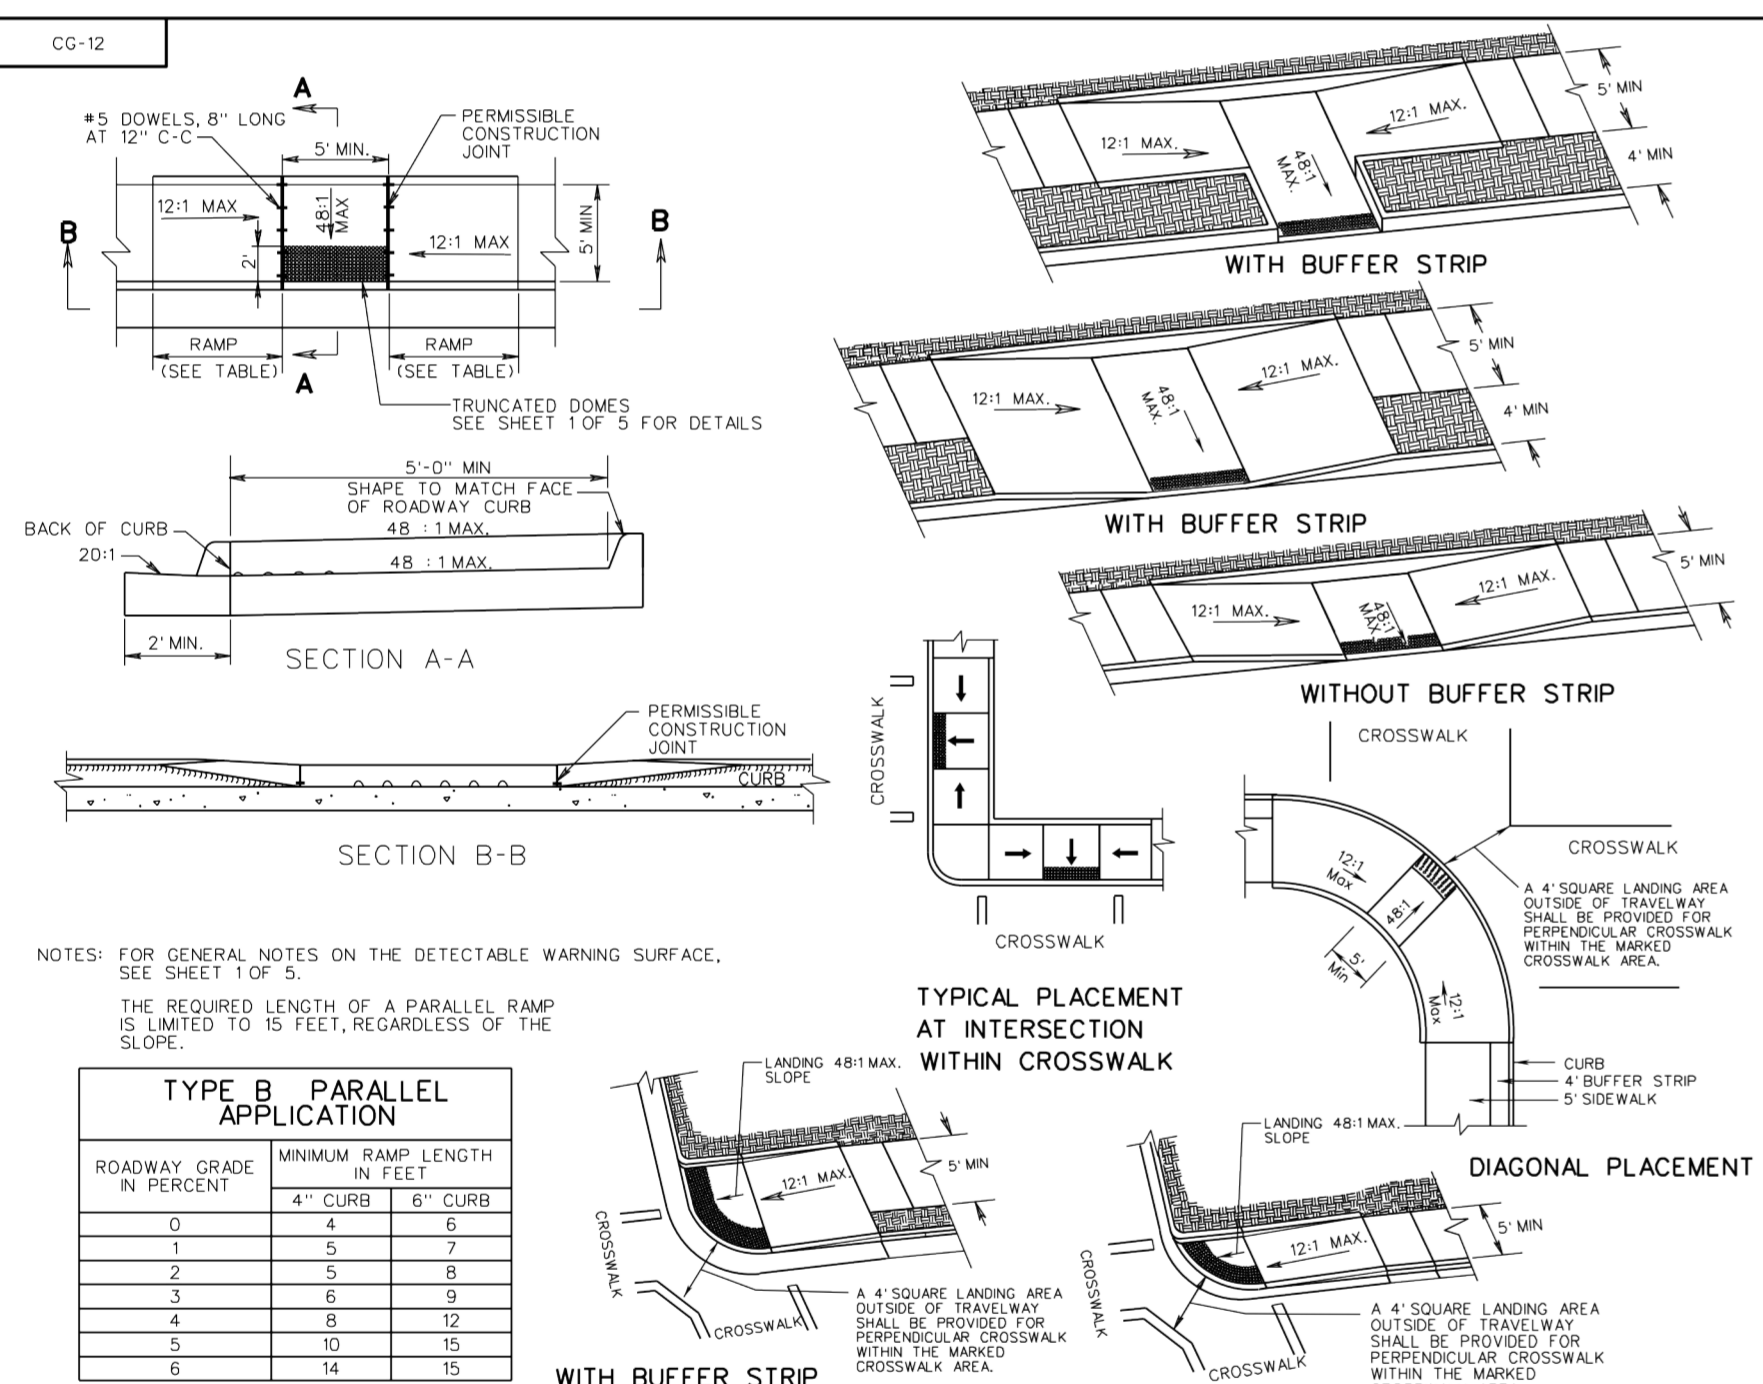 CG-12
A
#5 DOWELS, 8" LONG
AT 12" C-C
5' MIN.
PERMISSIBLE
CONSTRUCTION
JOINT
12:1 MAX
48:1
MAX
12:1 MAX
2'
5' MIN
B
B
RAMP
(SEE TABLE)
RAMP
(SEE TABLE)
A
TRUNCATED DOMES
SEE SHEET 1 OF 5 FOR DETAILS
5'-0" MIN
SHAPE TO MATCH FACE
OF ROADWAY CURB
BACK OF CURB
20:1
48 : 1 MAX.
48 : 1 MAX.
2' MIN.
SECTION A-A
PERMISSIBLE
CONSTRUCTION
JOINT
CURB
SECTION B-B
12:1 MAX.
12:1 MAX.
48:1
MAX.
5' MIN
4' MIN
WITH BUFFER STRIP
12:1 MAX.
12:1 MAX.
48:1
MAX.
5' MIN
4' MIN
WITH BUFFER STRIP
12:1 MAX.
12:1 MAX.
48:1
MAX.
5' MIN
WITHOUT BUFFER STRIP
CROSSWALK
CROSSWALK
TYPICAL PLACEMENT
AT INTERSECTION
WITHIN CROSSWALK
CROSSWALK
CROSSWALK
12:1
Max
48:1
5'
Min
12:1
Max
A 4' SQUARE LANDING AREA
OUTSIDE OF TRAVELWAY
SHALL BE PROVIDED FOR
PERPENDICULAR CROSSWALK
WITHIN THE MARKED
CROSSWALK AREA.
CURB
4' BUFFER STRIP
5' SIDEWALK
DIAGONAL PLACEMENT
NOTES: FOR GENERAL NOTES ON THE DETECTABLE WARNING SURFACE,
SEE SHEET 1 OF 5.
THE REQUIRED LENGTH OF A PARALLEL RAMP
IS LIMITED TO 15 FEET, REGARDLESS OF THE
SLOPE.
TYPE B PARALLEL
APPLICATION
ROADWAY GRADE
IN PERCENT
MINIMUM RAMP LENGTH
IN FEET
4" CURB 6" CURB
0 4 6
1 5 7
2 5 8
3 6 9
4 8 12
5 10 15
6 14 15
LANDING 48:1 MAX.
SLOPE
12:1 MAX.
5' MIN
CROSSWALK
CROSSWALK
A 4' SQUARE LANDING AREA
OUTSIDE OF TRAVELWAY
SHALL BE PROVIDED FOR
PERPENDICULAR CROSSWALK
WITHIN THE MARKED
CROSSWALK AREA.
WITH BUFFER STRIP
LANDING 48:1 MAX.
SLOPE
12:1 MAX.
5' MIN
CROSSWALK
CROSSWALK
A 4' SQUARE LANDING AREA
OUTSIDE OF TRAVELWAY
SHALL BE PROVIDED FOR
PERPENDICULAR CROSSWALK
WITHIN THE MARKED